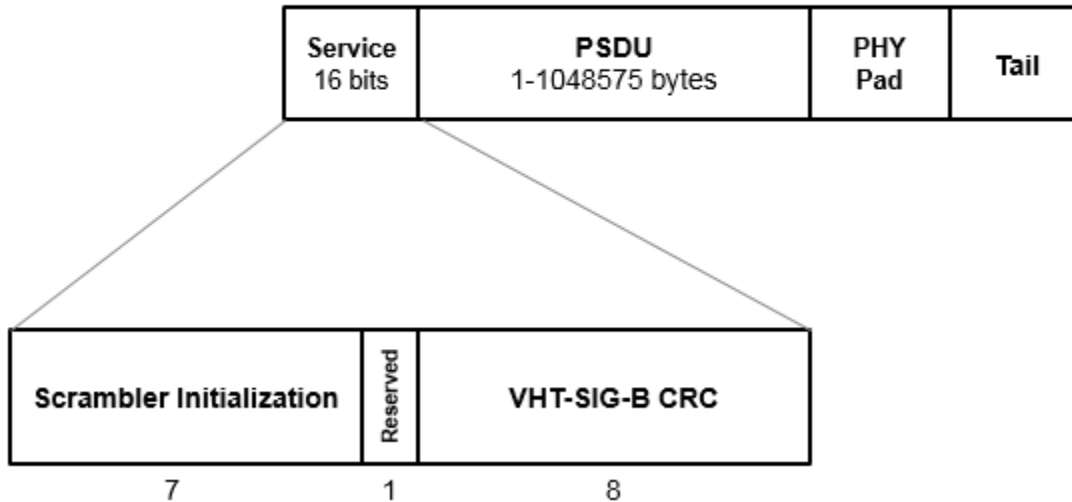 Service
16 bits
PSDU
1-1048575 bytes
PHY
Pad
Tail
Scrambler Initialization
Reserved
VHT-SIG-B CRC
7
1
8